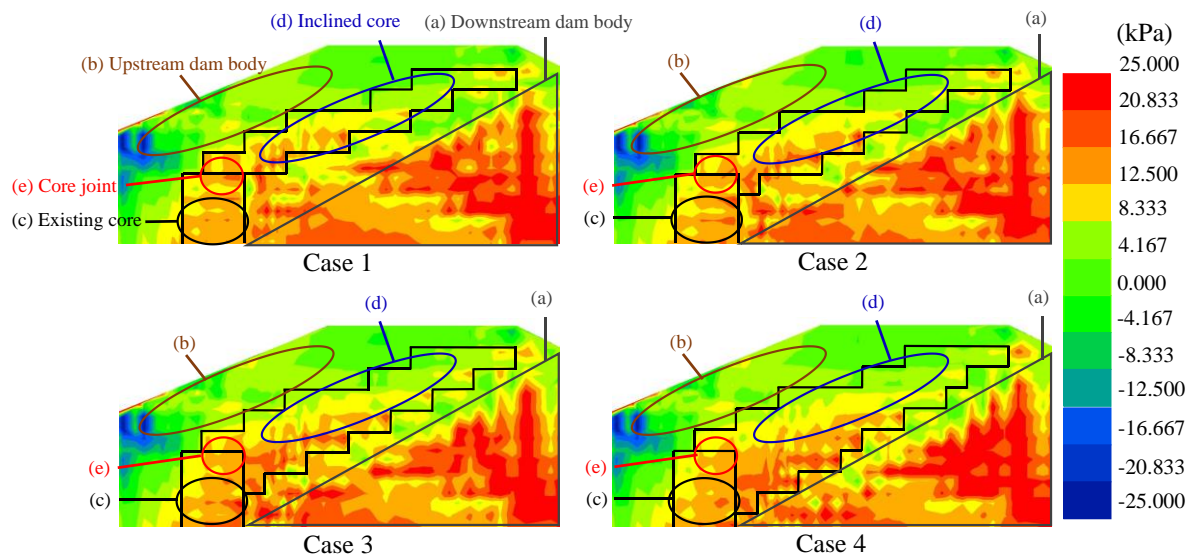 (d) Inclined core
(a) Downstream dam body
(b) Upstream dam body
(e) Core joint
(c) Existing core
Case 1
(a)
(d)
(b)
(e)
(c)
Case 2
(a)
(d)
(b)
(e)
(c)
Case 3
(a)
(d)
(b)
(e)
(c)
Case 4
(kPa)
25.000
20.833
16.667
12.500
8.333
4.167
0.000
-4.167
-8.333
-12.500
-16.667
-20.833
-25.000